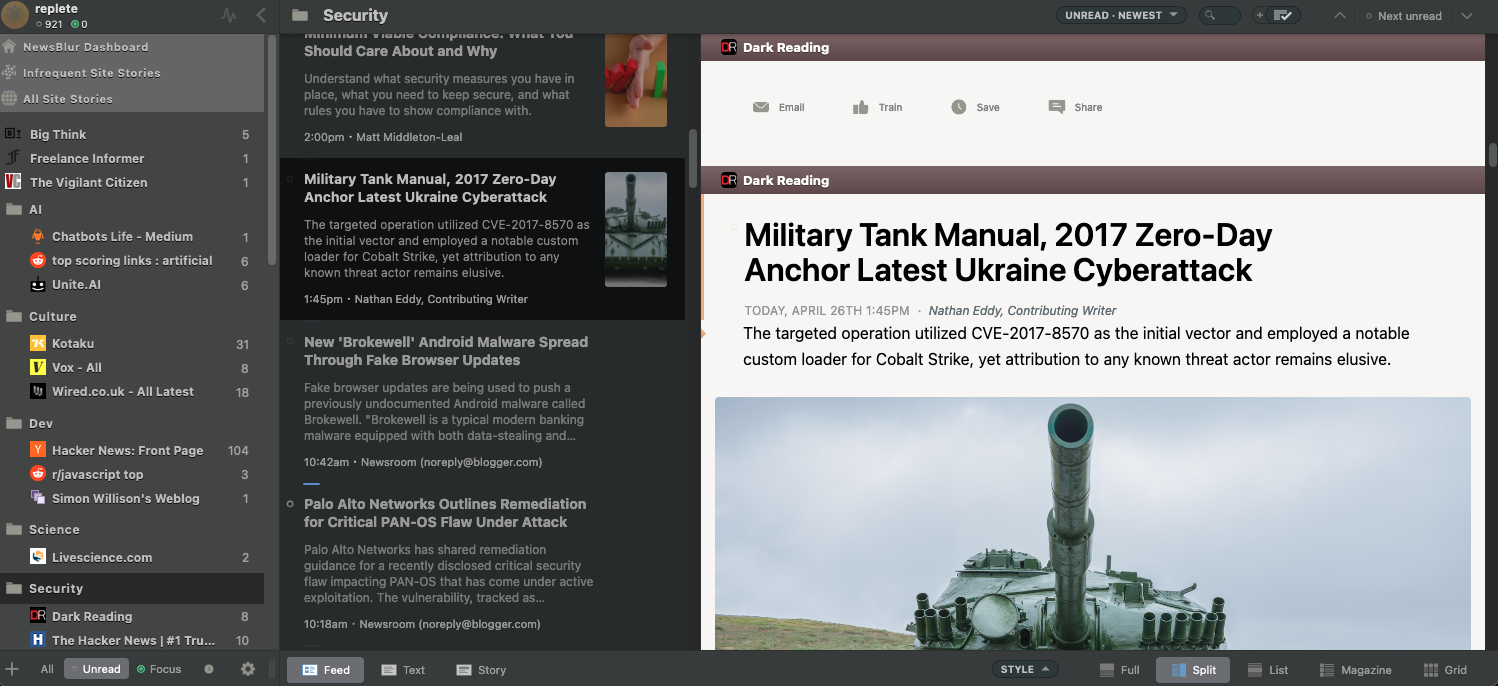 replete
921 0
NewsBlur Dashboard
Infrequent Site Stories
All Site Stories
Big Think 5
Freelance Informer 1
The Vigilant Citizen 1
AI
Chatbots Life - Medium 1
top scoring links : artificial 6
Unite.AI 6
Culture
Kotaku 31
Vox - All 8
Wired.co.uk - All Latest 18
Dev
Hacker News: Front Page 104
r/javascript top 3
Simon Willison's Weblog 1
Science
Livescience.com 2
Security
DR Dark Reading 8
H The Hacker News | #1 Tru... 10
All Unread Focus
Security
UNREAD · NEWEST
Next unread
Minimum Viable Compliance: What You
Should Care About and Why
Understand what security measures you have in
place, what you need to keep secure, and what
rules you have to show compliance with.
2:00pm · Matt Middleton-Leal
Military Tank Manual, 2017 Zero-Day
Anchor Latest Ukraine Cyberattack
The targeted operation utilized CVE-2017-8570 as
the initial vector and employed a notable custom
loader for Cobalt Strike, yet attribution to any
known threat actor remains elusive.
1:45pm · Nathan Eddy, Contributing Writer
New 'Brokewell' Android Malware Spread
Through Fake Browser Updates
Fake browser updates are being used to push a
previously undocumented Android malware called
Brokewell. "Brokewell is a typical modern banking
malware equipped with both data-stealing and...
10:42am · Newsroom (noreply@blogger.com)
Palo Alto Networks Outlines Remediation
for Critical PAN-OS Flaw Under Attack
Palo Alto Networks has shared remediation
guidance for a recently disclosed critical security
flaw impacting PAN-OS that has come under active
exploitation. The vulnerability, tracked as...
10:18am · Newsroom (noreply@blogger.com)
DR Dark Reading
Email Train Save Share
DR Dark Reading
Military Tank Manual, 2017 Zero-Day
Anchor Latest Ukraine Cyberattack
TODAY, APRIL 26TH 1:45PM · Nathan Eddy, Contributing Writer
The targeted operation utilized CVE-2017-8570 as the initial vector and employed a notable
custom loader for Cobalt Strike, yet attribution to any known threat actor remains elusive.
Feed Text Story
STYLE Full Split List Magazine Grid